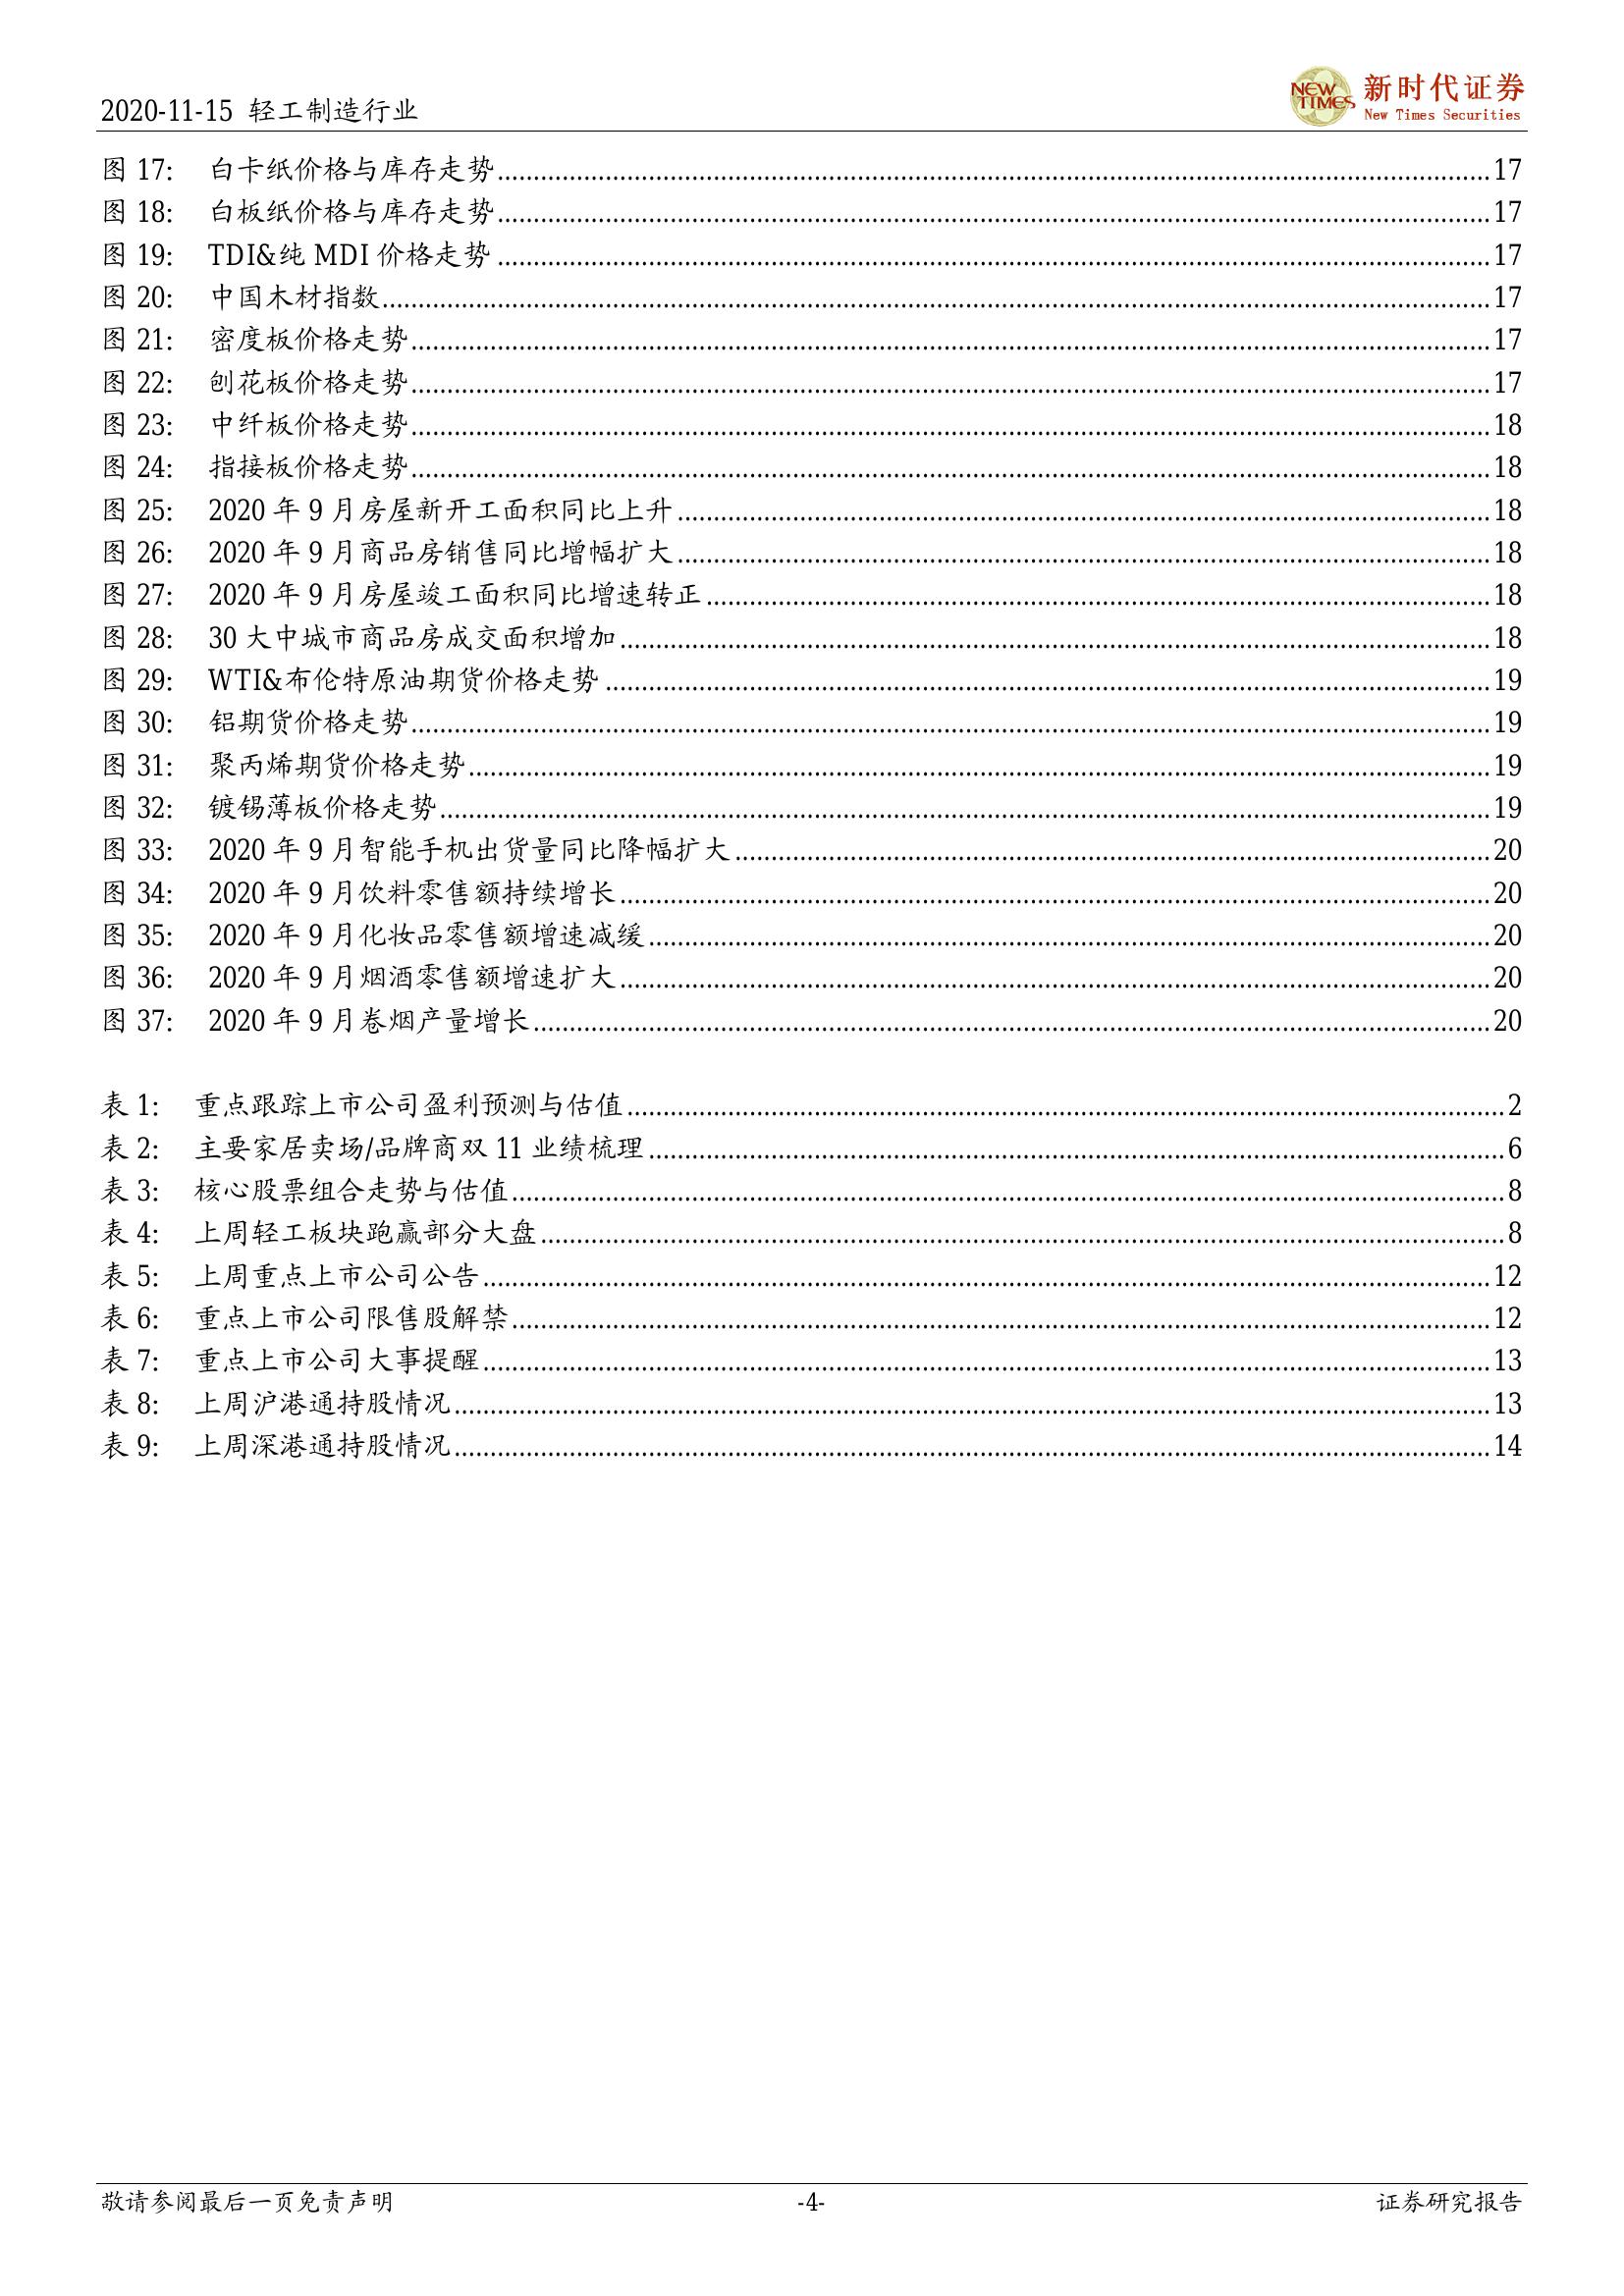 2020-11-15 轻工制造行业
NEW TIMES 新时代证券
New Times Securities
图 17: 白卡纸价格与库存走势 17
图 18: 白板纸价格与库存走势 17
图 19: TDI&纯 MDI 价格走势 17
图 20: 中国木材指数 17
图 21: 密度板价格走势 17
图 22: 刨花板价格走势 17
图 23: 中纤板价格走势 18
图 24: 指接板价格走势 18
图 25: 2020 年 9 月房屋新开工面积同比上升 18
图 26: 2020 年 9 月商品房销售同比增幅扩大 18
图 27: 2020 年 9 月房屋竣工面积同比增速转正 18
图 28: 30 大中城市商品房成交面积增加 18
图 29: WTI&布伦特原油期货价格走势 19
图 30: 铝期货价格走势 19
图 31: 聚丙烯期货价格走势 19
图 32: 镀锡薄板价格走势 19
图 33: 2020 年 9 月智能手机出货量同比降幅扩大 20
图 34: 2020 年 9 月饮料零售额持续增长 20
图 35: 2020 年 9 月化妆品零售额增速减缓 20
图 36: 2020 年 9 月烟酒零售额增速扩大 20
图 37: 2020 年 9 月卷烟产量增长 20
表 1: 重点跟踪上市公司盈利预测与估值 2
表 2: 主要家居卖场/品牌商双 11 业绩梳理 6
表 3: 核心股票组合走势与估值 8
表 4: 上周轻工板块跑赢部分大盘 8
表 5: 上周重点上市公司公告 12
表 6: 重点上市公司限售股解禁 12
表 7: 重点上市公司大事提醒 13
表 8: 上周沪港通持股情况 13
表 9: 上周深港通持股情况 14
敬请参阅最后一页免责声明 -4- 证券研究报告